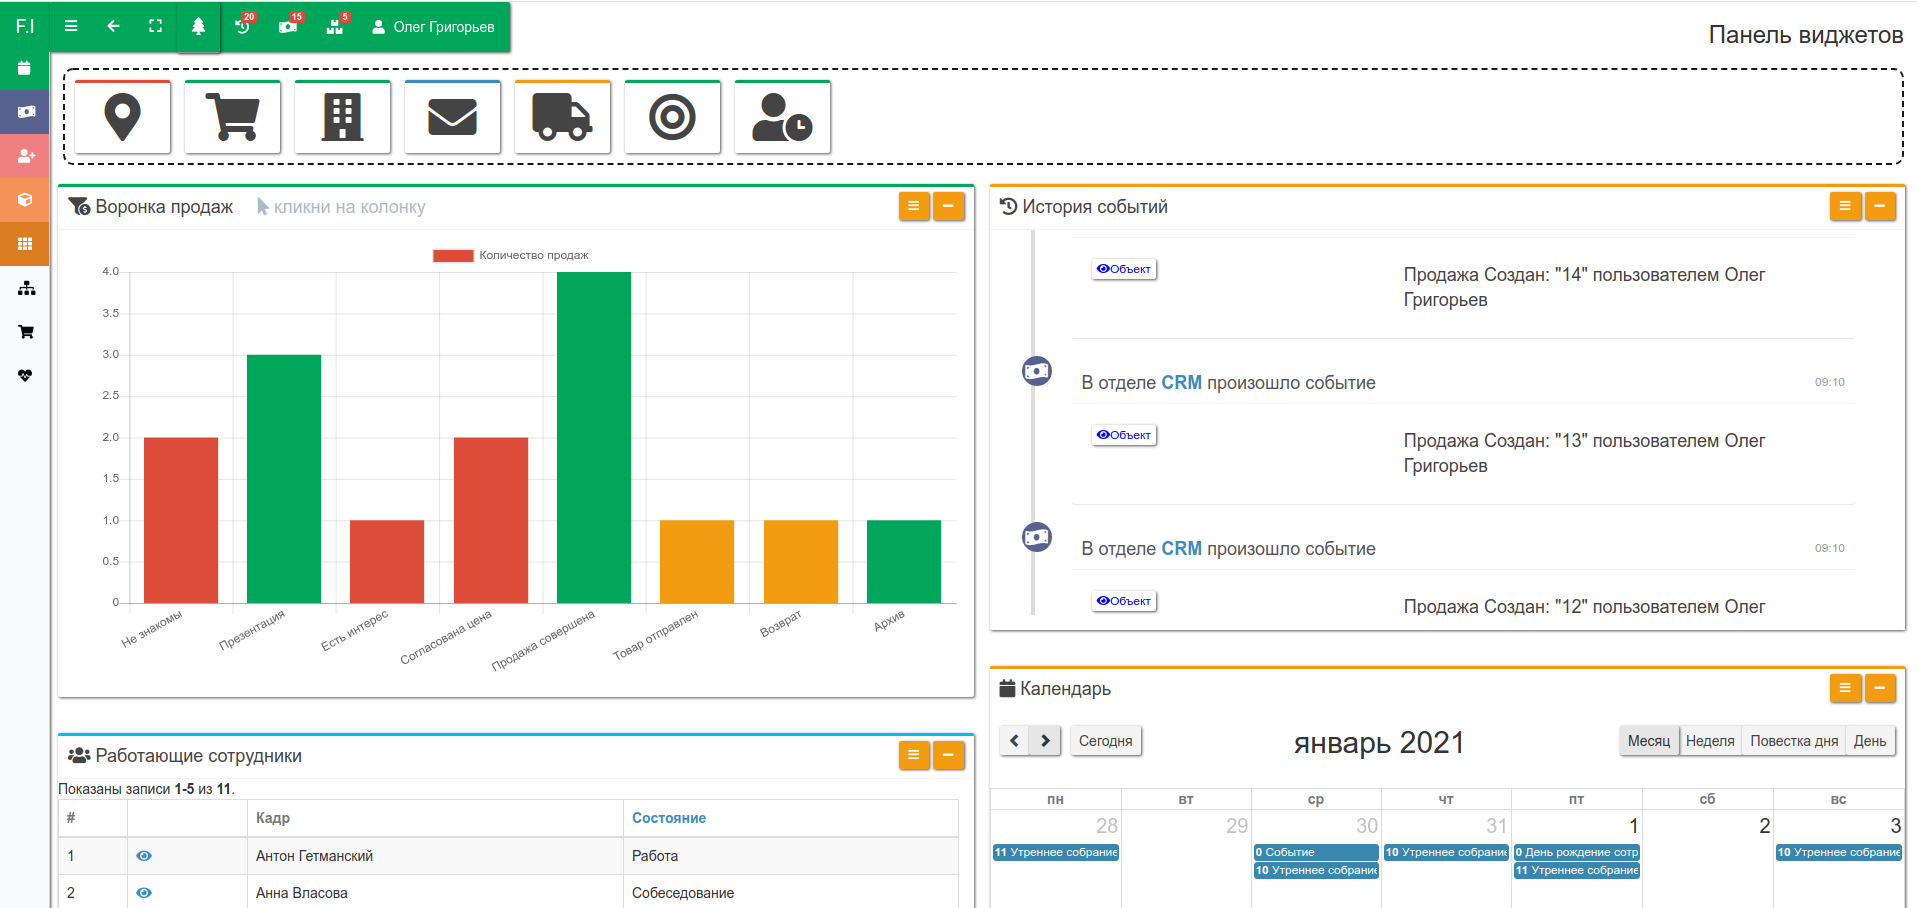 F.I
20
15
5
Олег Григорьев
Панель виджетов
Воронка продаж
кликни на колонку
Количество продаж
4.0
3.5
3.0
2.5
2.0
1.5
1.0
0.5
0
Не знакомы
Презентация
Есть интерес
Согласована цена
Продажа совершена
Товар отправлен
Возврат
Архив
История событий
Объект
Продажа Создан: "14" пользователем Олег
Григорьев
В отделе CRM произошло событие
09:10
Объект
Продажа Создан: "13" пользователем Олег
Григорьев
В отделе CRM произошло событие
09:10
Объект
Продажа Создан: "12" пользователем Олег
Работающие сотрудники
Показаны записи 1-5 из 11.
# Кадр Состояние
1 Антон Гетманский Работа
2 Анна Власова Собеседование
Календарь
Сегодня
январь 2021
Месяц Неделя Повестка дня День
пн вт ср чт пт сб вс
28 29 30 31 1 2 3
11 Утреннее собрание
0 Событие
10 Утреннее собрание
10 Утреннее собрани
0 День рождение сотр
11 Утреннее собрание
10 Утреннее собрани